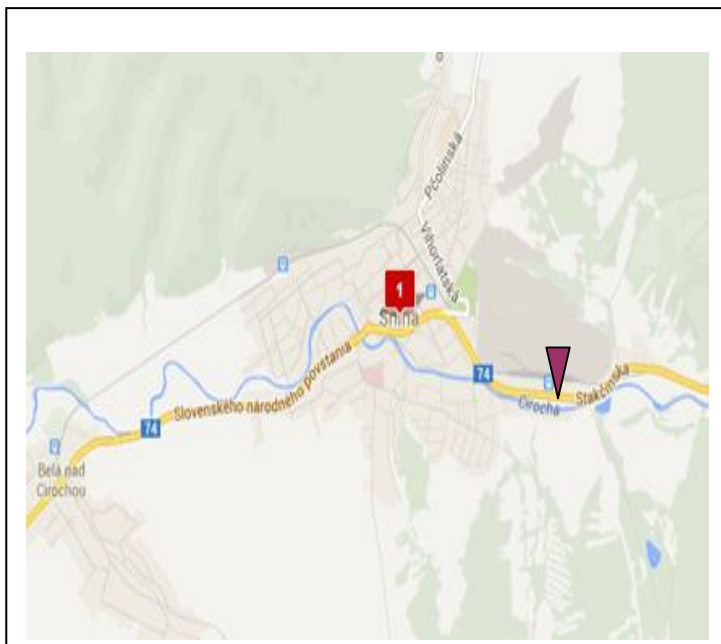 Pčolinská
Vihorlatská
1
Snina
74
Stakčínska
Cirocha
Slovenského národného povstania
74
Belá nad
Cirochou